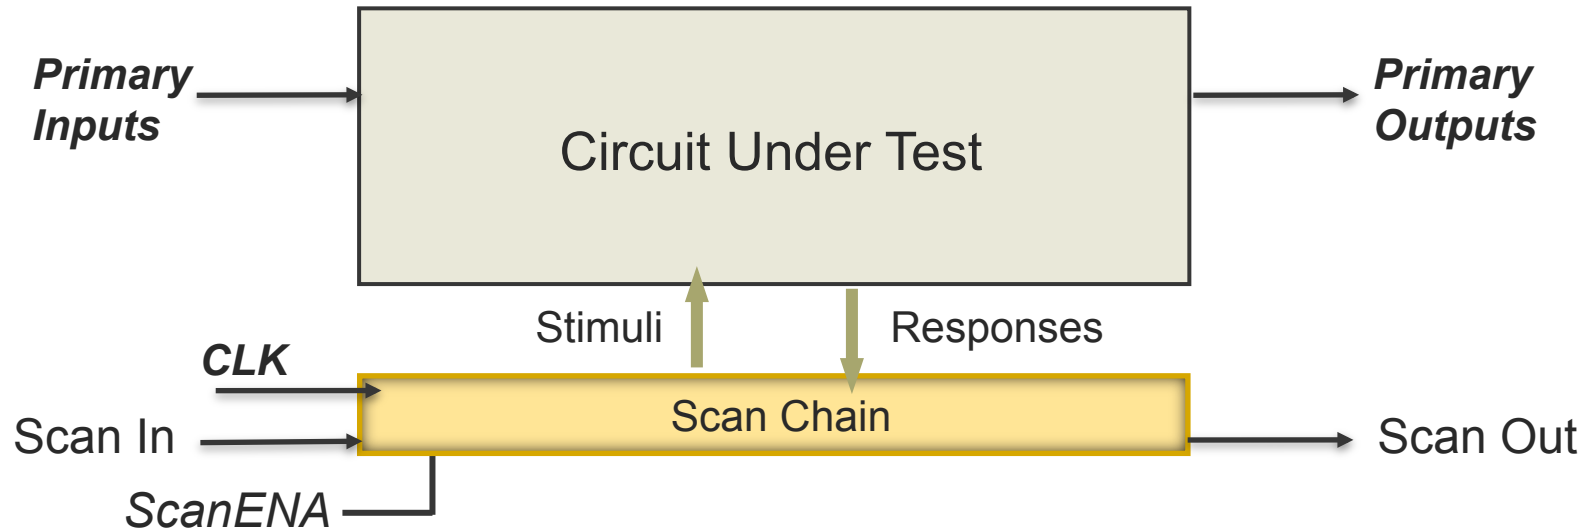 Primary
Inputs
Circuit Under Test
Primary
Outputs
Stimuli
Responses
CLK
Scan In
Scan Chain
Scan Out
ScanENA